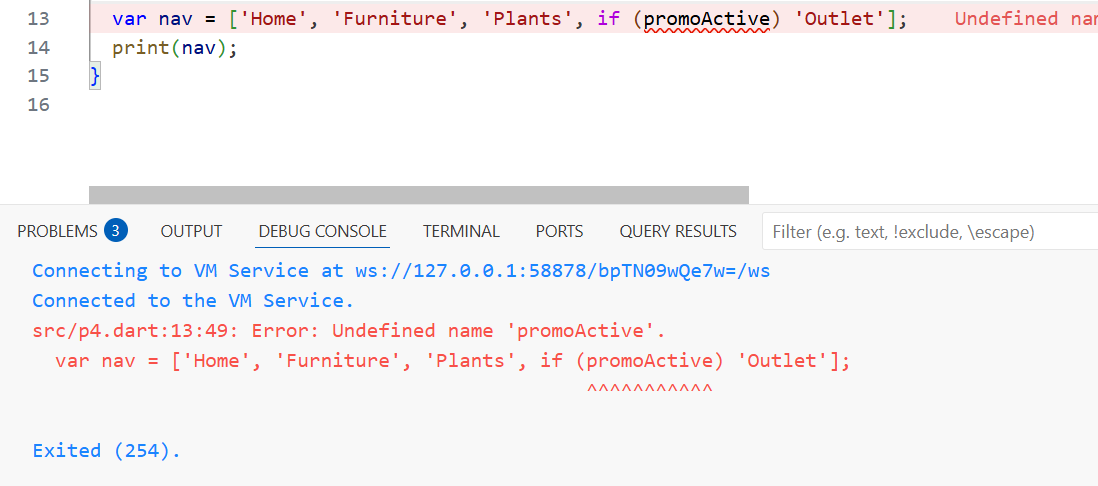 13 var nav = ['Home', 'Furniture', 'Plants', if (promoActive) 'Outlet']; Undefined
14 print(nav);
15 }
16
PROBLEMS 3 OUTPUT DEBUG CONSOLE TERMINAL PORTS QUERY RESULTS Filter (e.g. text, !exclude, \escape)
Connecting to VM Service at ws://127.0.0.1:58878/bpTN09wQe7w=/ws
Connected to the VM Service.
src/p4.dart:13:49: Error: Undefined name 'promoActive'.
var nav = ['Home', 'Furniture', 'Plants', if (promoActive) 'Outlet'];
^^^^^^^^^^^
Exited (254).